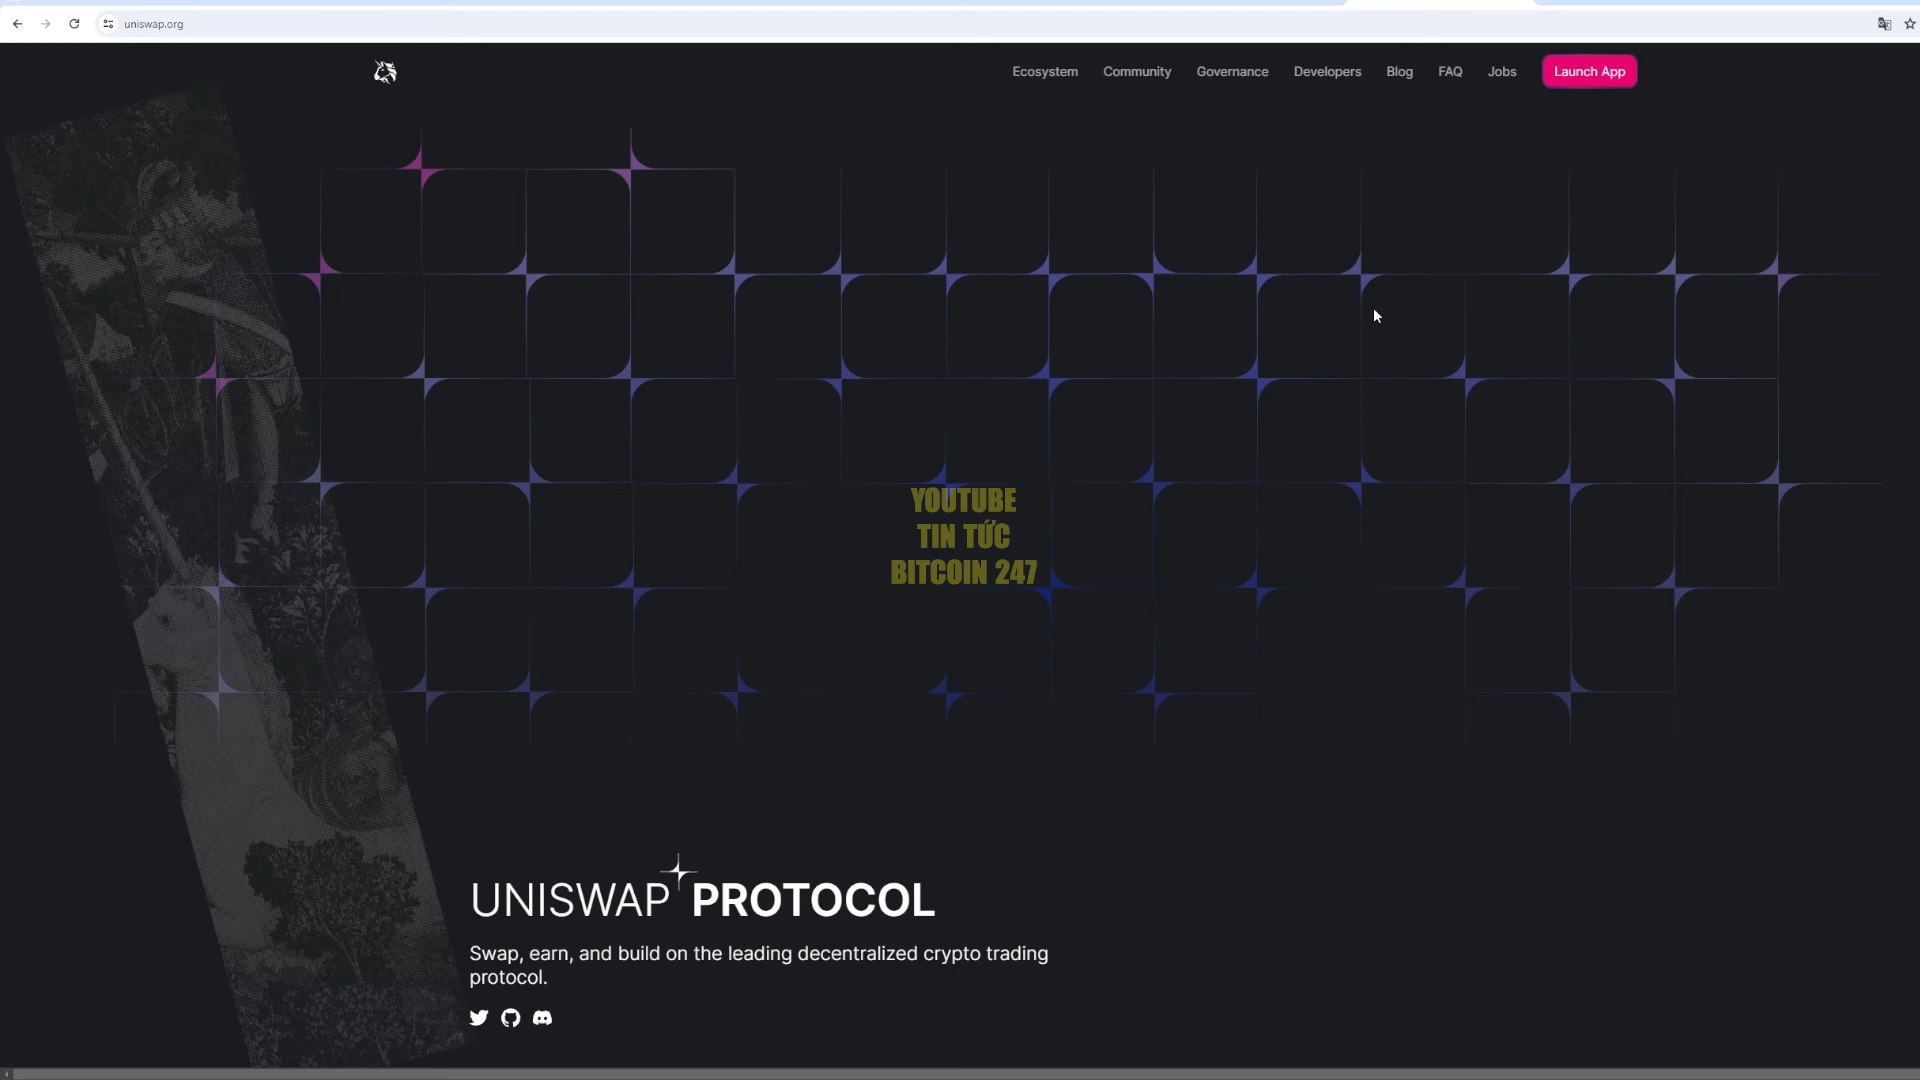 uniswap.org
Ecosystem Community Governance Developers Blog FAQ Jobs Launch App
YOUTUBE
TIN TỨC
BITCOIN 247
UNISWAP PROTOCOL
Swap, earn, and build on the leading decentralized crypto trading
protocol.